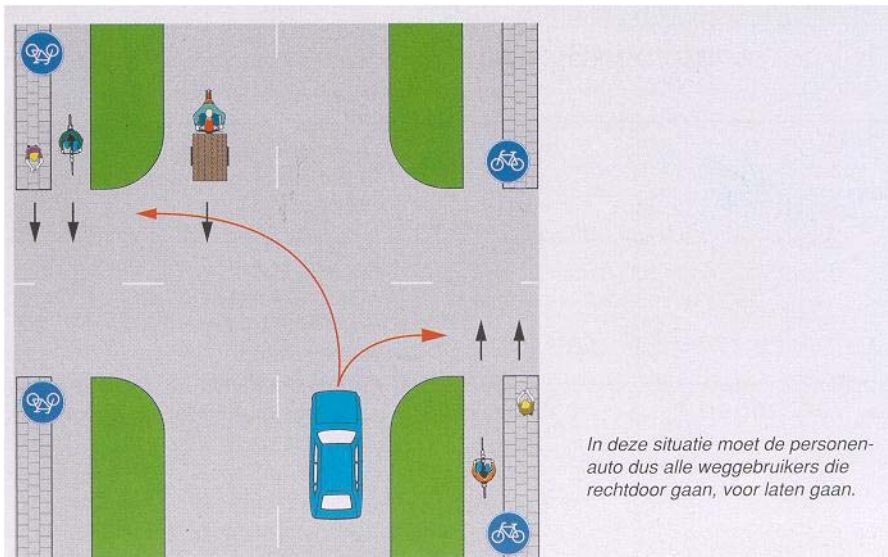 In deze situatie moet de personen-
auto dus alle weggebruikers die
rechtdoor gaan, voor laten gaan.